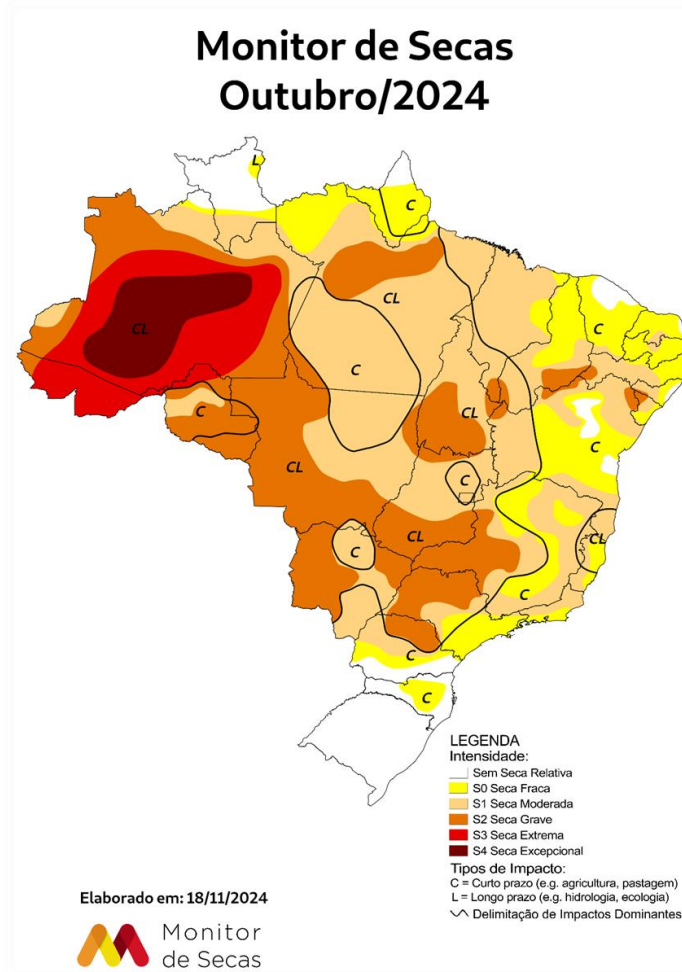 Monitor de Secas
Outubro/2024
L
C
CL
CL
C
C
C
CL
CL
C
C
CL
C
CL
C
C
C
LEGENDA
Intensidade:
Sem Seca Relativa
S0 Seca Fraca
S1 Seca Moderada
S2 Seca Grave
S3 Seca Extrema
S4 Seca Excepcional
Tipos de Impacto:
C = Curto prazo (e.g. agricultura, pastagem)
L = Longo prazo (e.g. hidrologia, ecologia)
Delimitação de Impactos Dominantes
Elaborado em: 18/11/2024
Monitor
de Secas